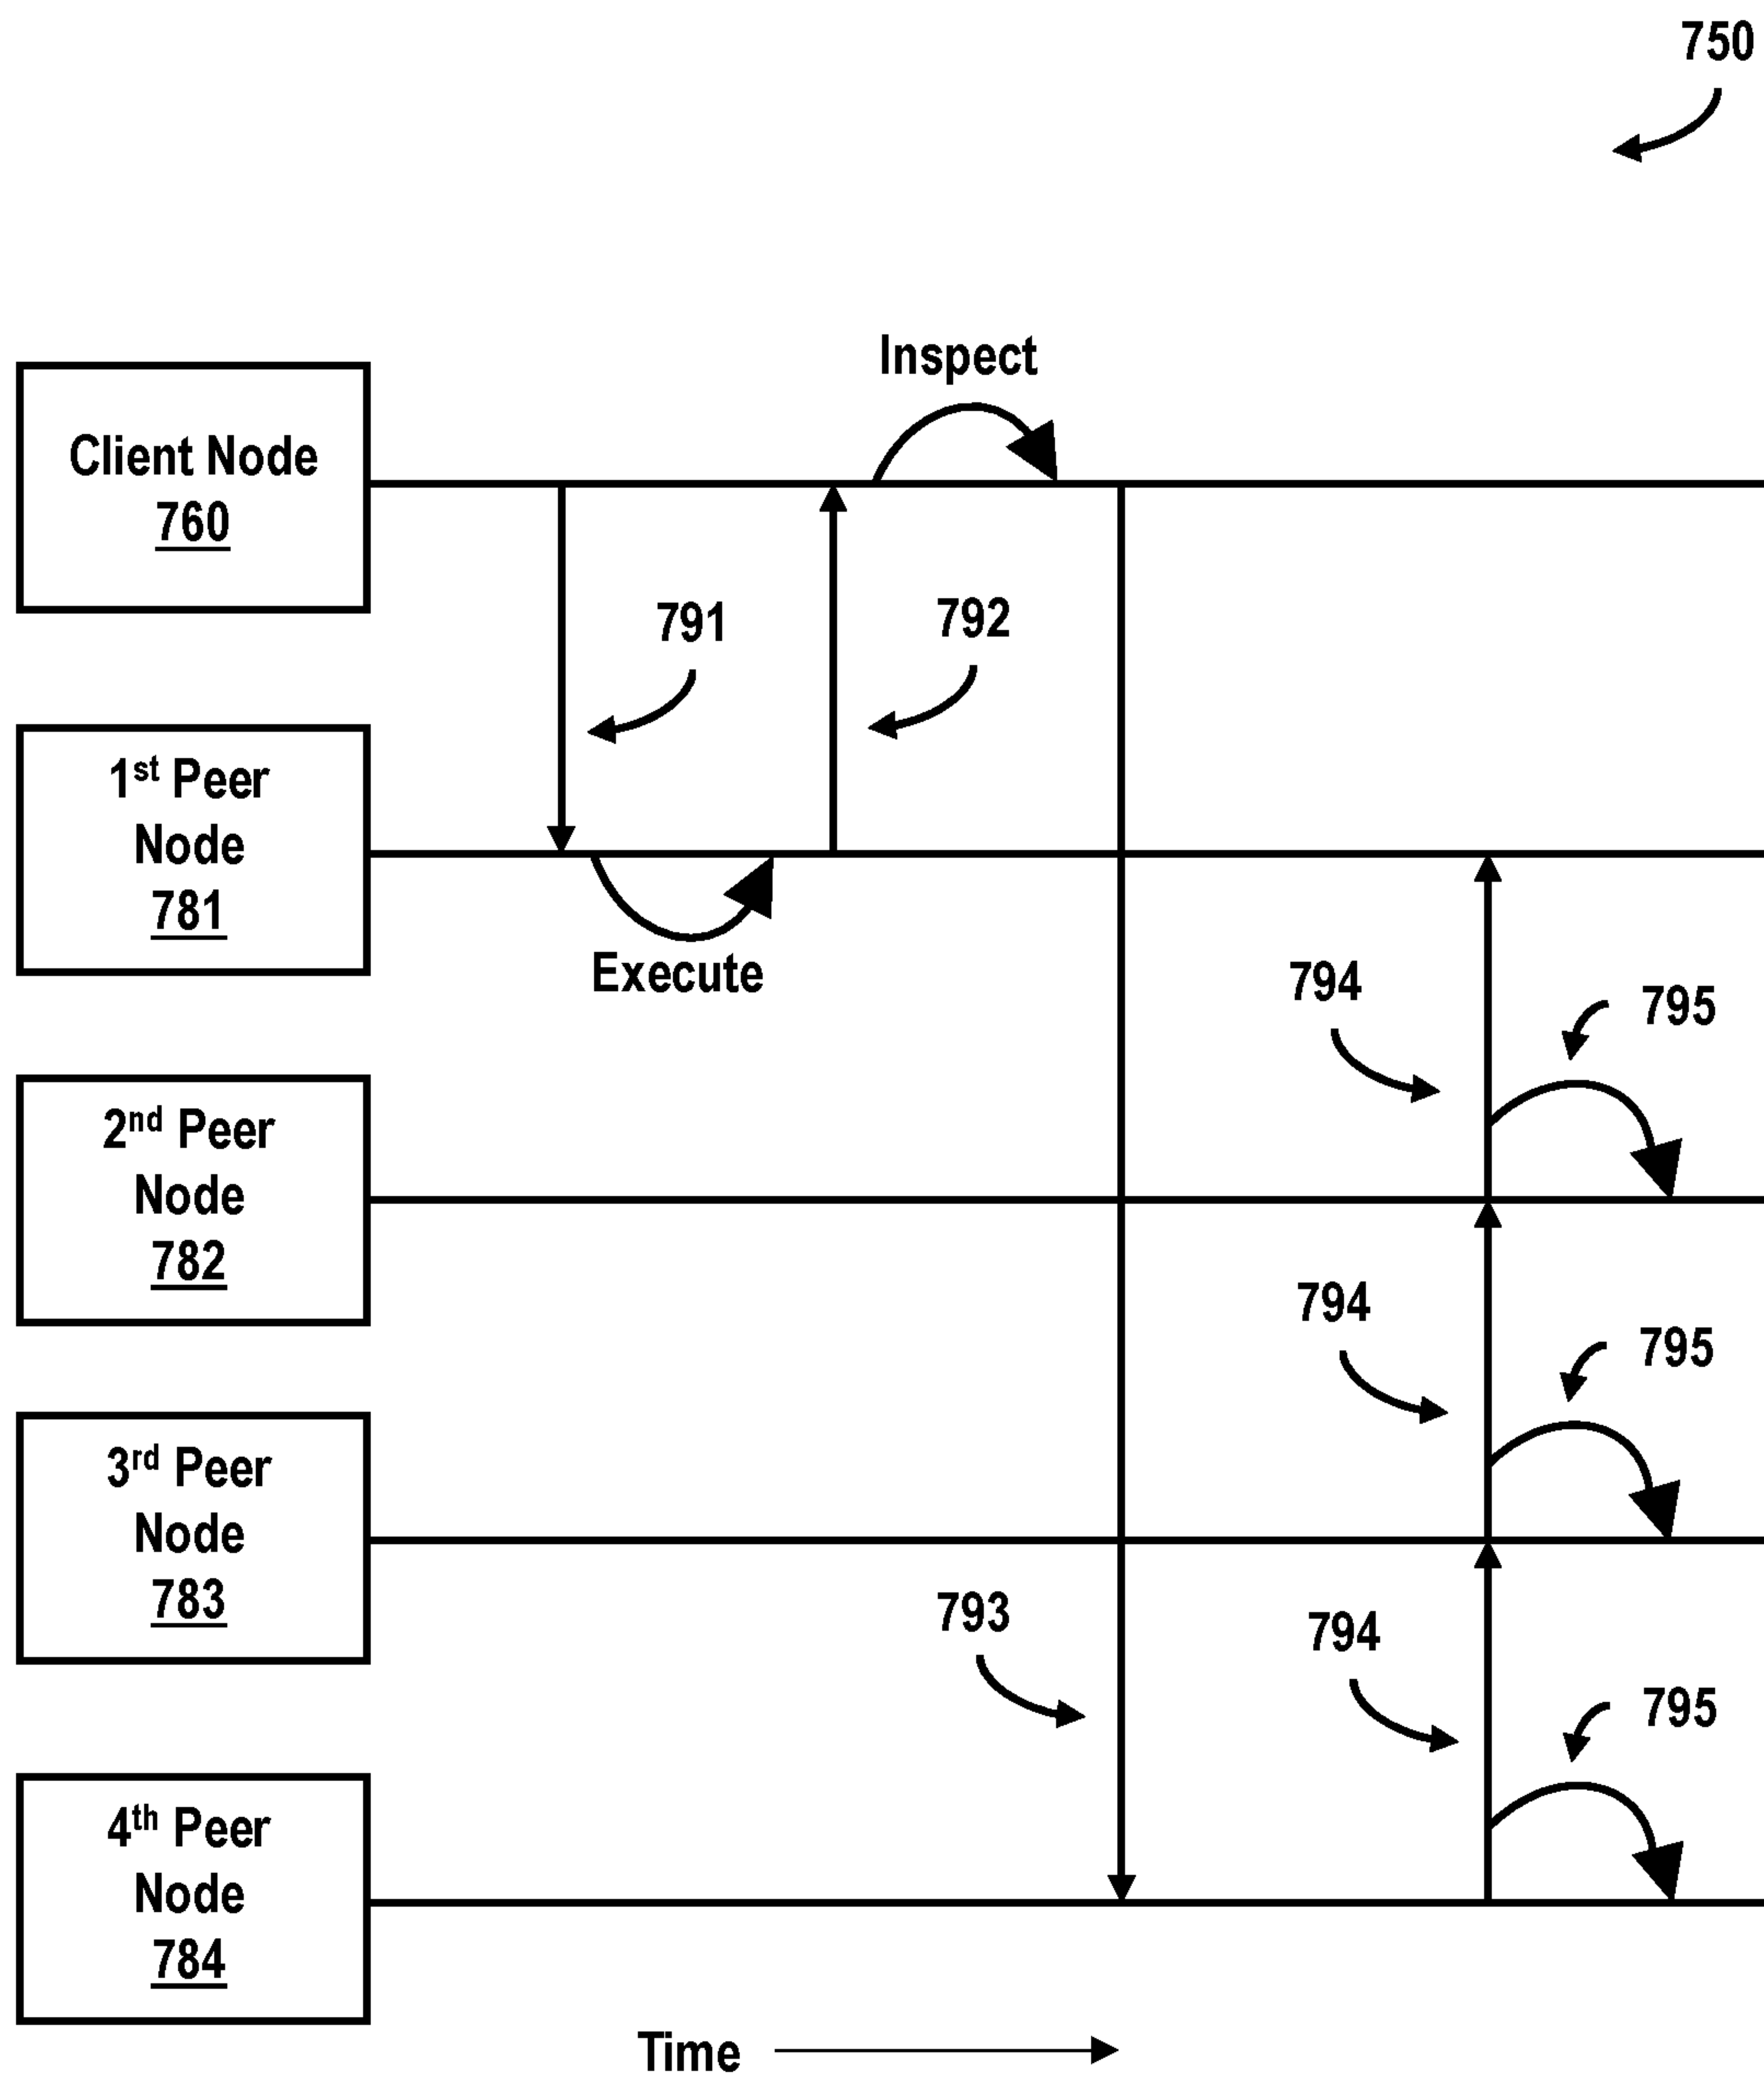 750
Inspect
Client Node
760
791
792
1st Peer
Node
781
Execute
794
795
2nd Peer
Node
782
794
795
3rd Peer
Node
783
793
794
795
4th Peer
Node
784
Time